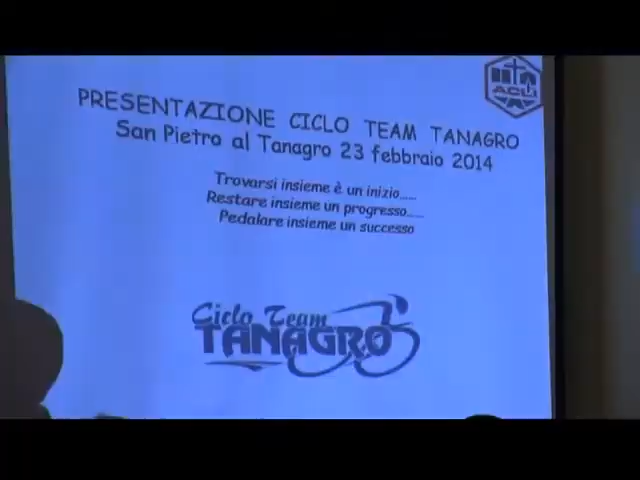 ACLI
PRESENTAZIONE CICLO TEAM TANAGRO
San Pietro al Tanagro 23 febbraio 2014
Trovarsi insieme è un inizio.....
Restare insieme un progresso.....
Pedalare insieme un successo
Ciclo Team
TANAGRO